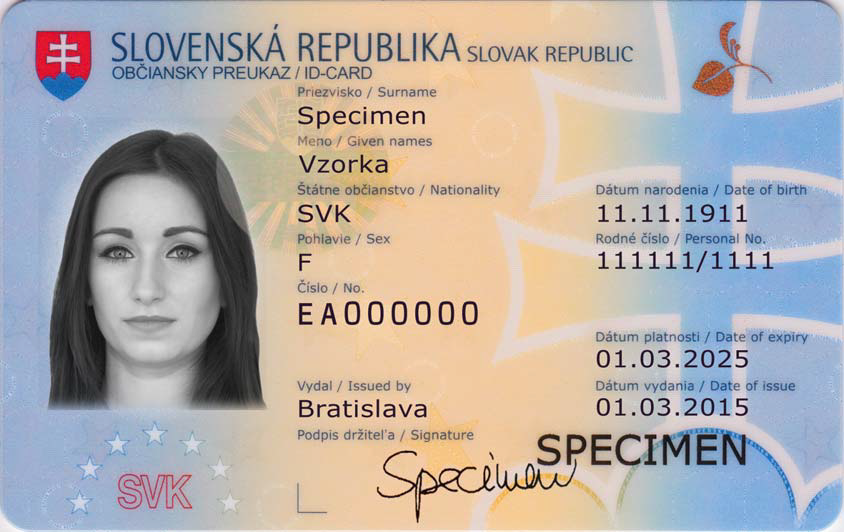 SLOVENSKÁ REPUBLIKA SLOVAK REPUBLIC
OBČIANSKY PREUKAZ / ID-CARD
Priezvisko / Surname
Specimen
Meno / Given names
Vzorka
Štátne občianstvo / Nationality
SVK
Dátum narodenia / Date of birth
11.11.1911
Pohlavie / Sex
F
Rodné číslo / Personal No.
111111/1111
Číslo / No.
EA000000
Dátum platnosti / Date of expiry
01.03.2025
Vydal / Issued by
Bratislava
Dátum vydania / Date of issue
01.03.2015
Podpis držiteľa / Signature
Specimen
SPECIMEN
SVK